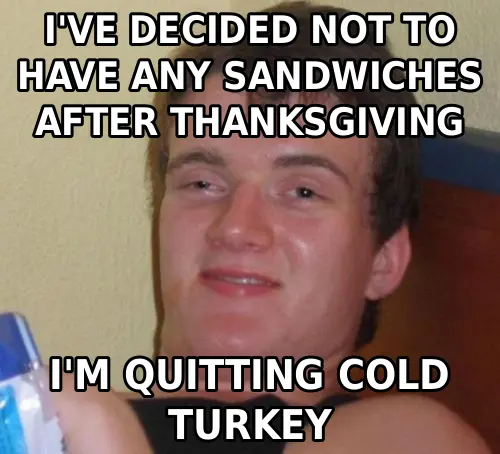 I'VE DECIDED NOT TO
HAVE ANY SANDWICHES
AFTER THANKSGIVING
I'M QUITTING COLD
TURKEY